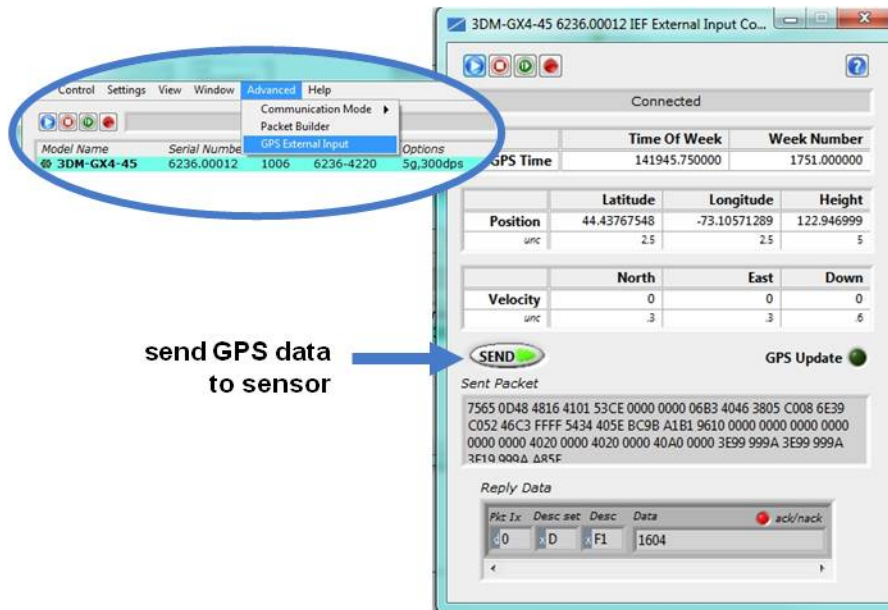 3DM-GX4-45 6236.00012 IEF External Input Co...
Control Settings View Window Advanced Help
Communication Mode
Packet Builder
GPS External Input
Model Name Serial Numbe Options
3DM-GX4-45 6236.00012 1006 6236-4220 5g,300dps
Connected
Time Of Week Week Number
GPS Time 141945.750000 1751.000000
Latitude Longitude Height
Position 44.43767548 -73.10571289 122.946999
unc 2.5 2.5 5
North East Down
Velocity 0 0 0
unc .3 .3 .6
send GPS data
to sensor
SEND GPS Update
Sent Packet
7565 0D48 4816 4101 53CE 0000 0000 06B3 4046 3805 C008 6E39
C052 46C3 FFFF 5434 405E BC9B A1B1 9610 0000 0000 0000 0000
0000 0000 4020 0000 4020 0000 40A0 0000 3E99 999A 3E99 999A
3F19 999A A85F
Reply Data
Pkt Ix Desc set Desc Data ack/nack
d 0 x D x F1 1604